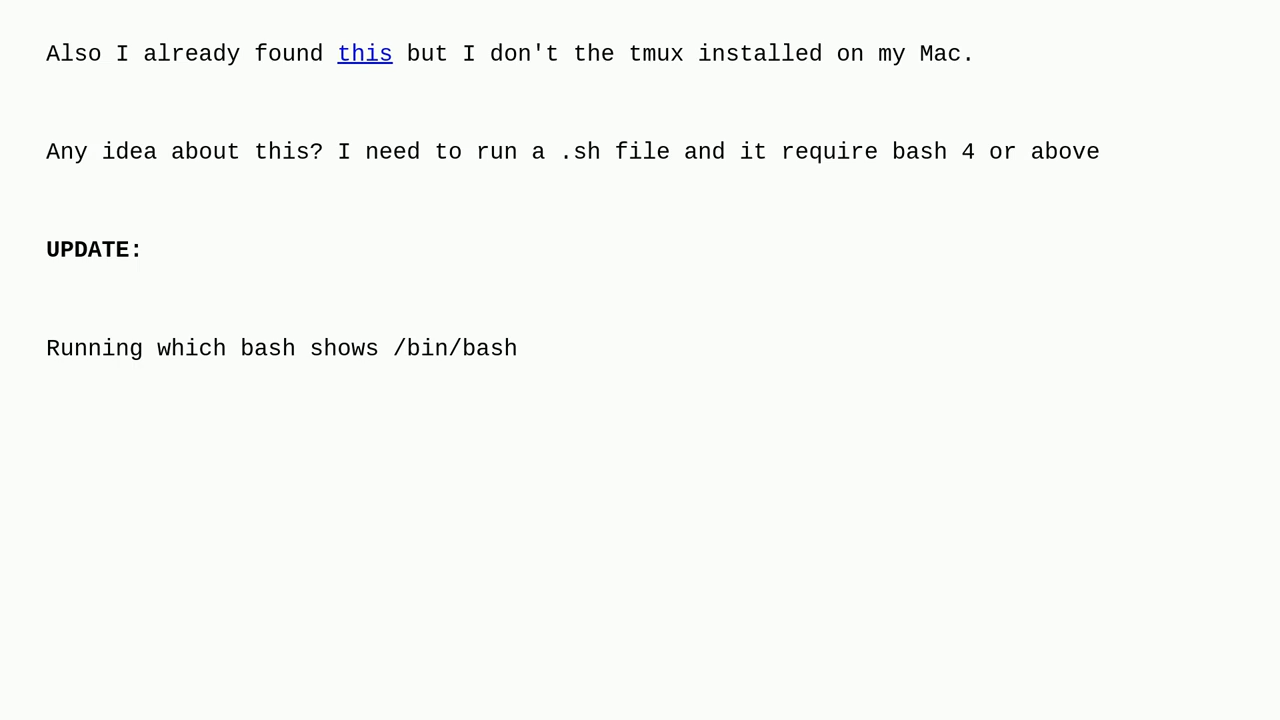 Also I already found this but I don't the tmux installed on my Mac.
Any idea about this? I need to run a .sh file and it require bash 4 or above
UPDATE:
Running which bash shows /bin/bash